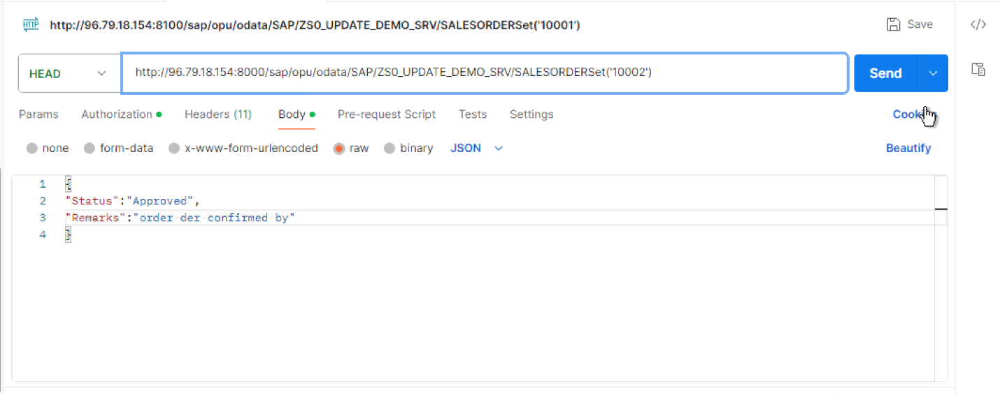 HTTP http://96.79.18.154:8100/sap/opu/odata/SAP/ZS0_UPDATE_DEMO_SRV/SALESORDERSet('10001') Save </>
HEAD http://96.79.18.154:8000/sap/opu/odata/SAP/ZS0_UPDATE_DEMO_SRV/SALESORDERSet('10002') Send
Params Authorization Headers (11) Body Pre-request Script Tests Settings
none form-data x-www-form-urlencoded raw binary JSON Beautify
1 {
2 "Status":"Approved",
3 "Remarks":"order der confirmed by"
4 }